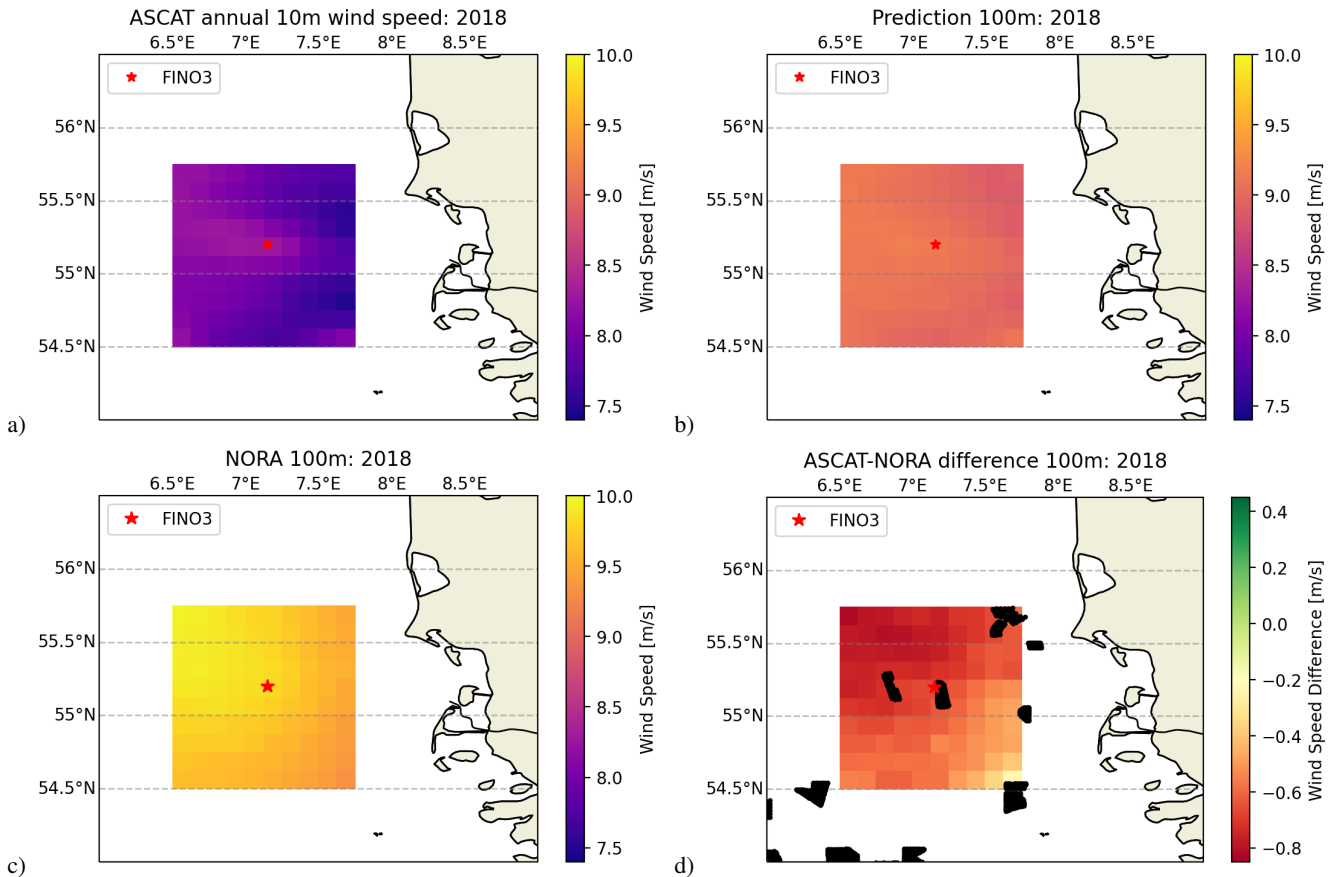 ASCAT annual 10m wind speed: 2018
6.5°E 7°E 7.5°E 8°E 8.5°E
FINO3
56°N
55.5°N
55°N
54.5°N
10.0
9.5
9.0
8.5
8.0
7.5
Wind Speed [m/s]
a)
Prediction 100m: 2018
6.5°E 7°E 7.5°E 8°E 8.5°E
FINO3
56°N
55.5°N
55°N
54.5°N
10.0
9.5
9.0
8.5
8.0
7.5
Wind Speed [m/s]
b)
NORA 100m: 2018
6.5°E 7°E 7.5°E 8°E 8.5°E
FINO3
56°N
55.5°N
55°N
54.5°N
10.0
9.5
9.0
8.5
8.0
7.5
Wind Speed [m/s]
c)
ASCAT-NORA difference 100m: 2018
6.5°E 7°E 7.5°E 8°E 8.5°E
FINO3
56°N
55.5°N
55°N
54.5°N
0.4
0.2
0.0
−0.2
−0.4
−0.6
−0.8
Wind Speed Difference [m/s]
d)